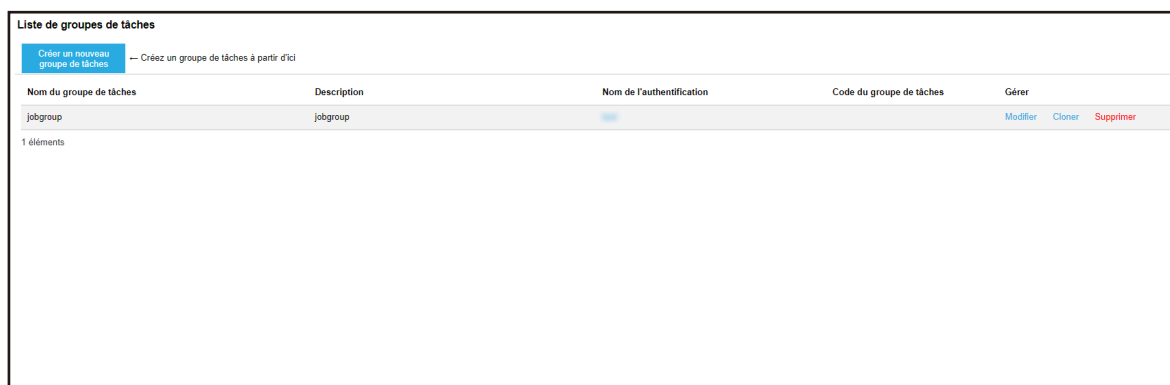 Liste de groupes de tâches
Créer un nouveau
groupe de tâches
← Créez un groupe de tâches à partir d'ici
Nom du groupe de tâches Description Nom de l'authentification Code du groupe de tâches Gérer
jobgroup jobgroup Modifier Cloner Supprimer
1 éléments